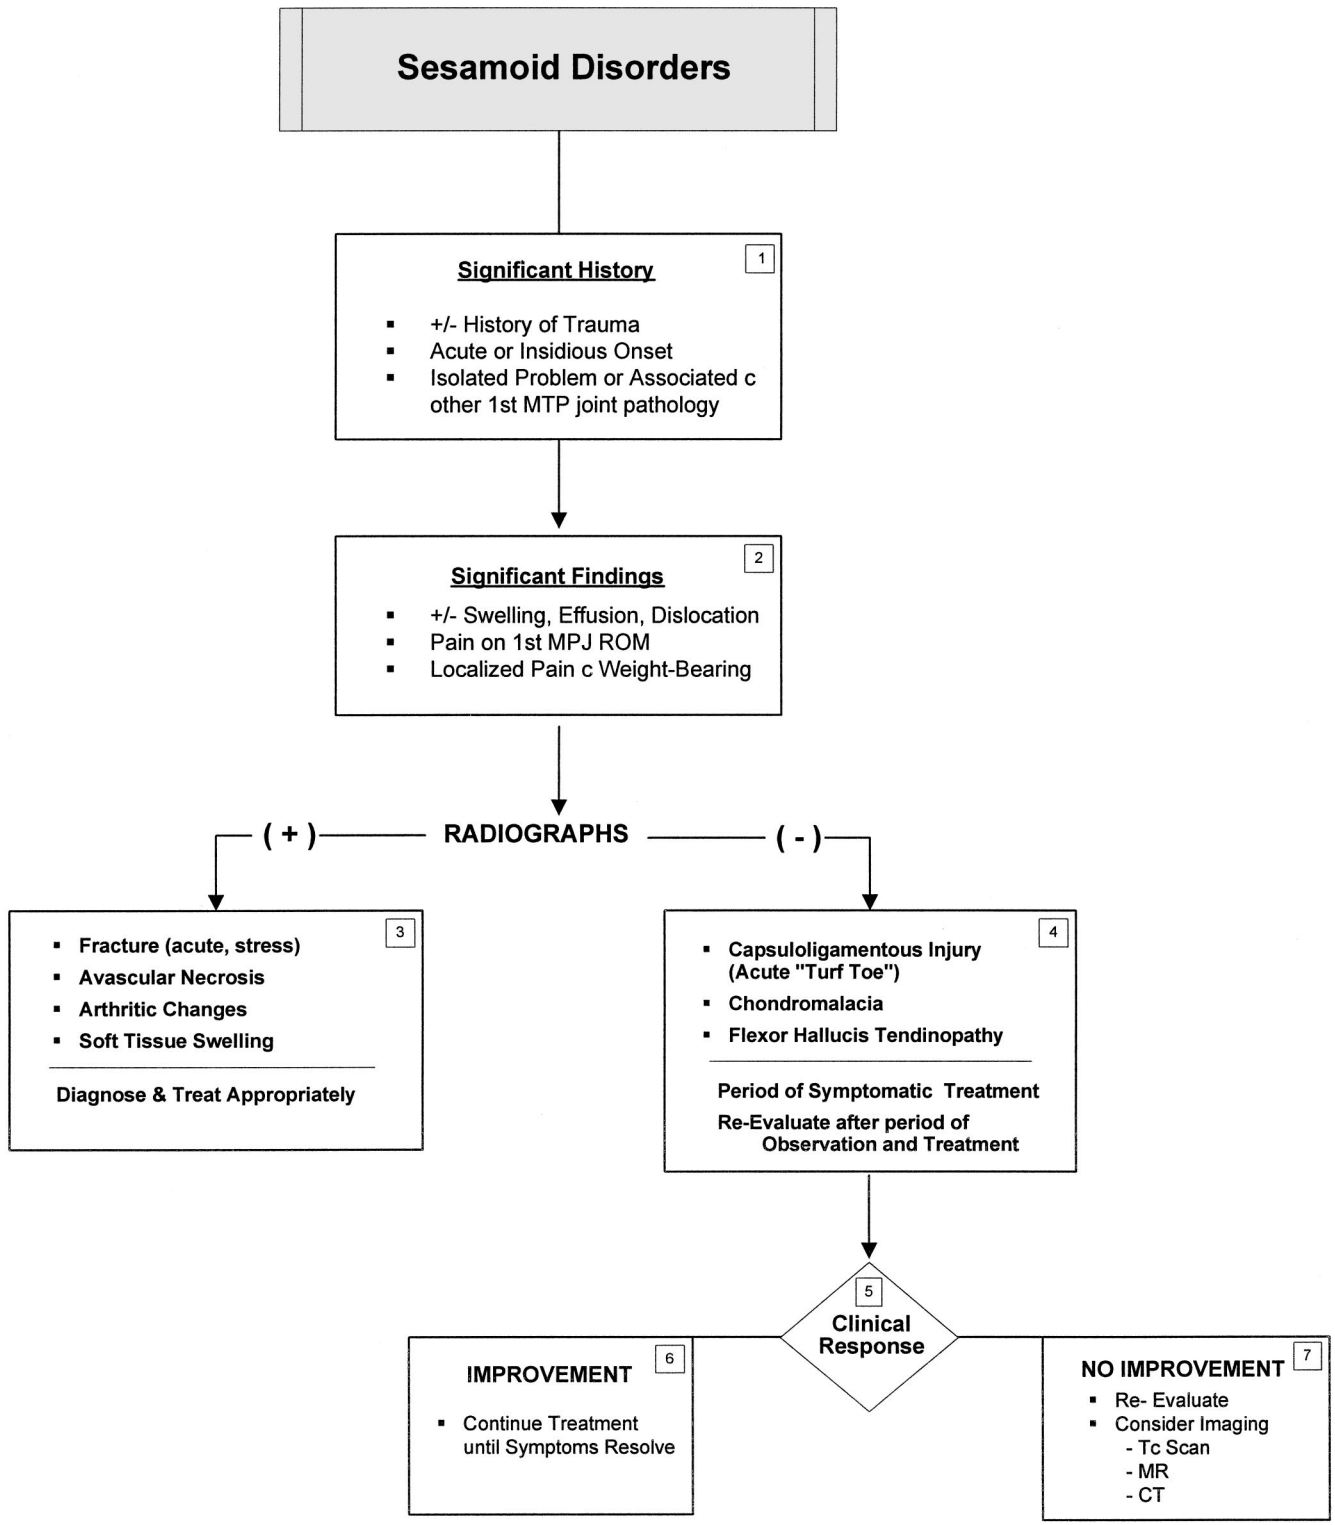 Sesamoid Disorders
1
Significant History
▪ +/- History of Trauma
▪ Acute or Insidious Onset
▪ Isolated Problem or Associated c
other 1st MTP joint pathology
2
Significant Findings
▪ +/- Swelling, Effusion, Dislocation
▪ Pain on 1st MPJ ROM
▪ Localized Pain c Weight-Bearing
( + ) RADIOGRAPHS ( - )
3
▪ Fracture (acute, stress)
▪ Avascular Necrosis
▪ Arthritic Changes
▪ Soft Tissue Swelling
Diagnose & Treat Appropriately
4
▪ Capsuloligamentous Injury
(Acute "Turf Toe")
▪ Chondromalacia
▪ Flexor Hallucis Tendinopathy
Period of Symptomatic Treatment
Re-Evaluate after period of
Observation and Treatment
5
Clinical
Response
6
IMPROVEMENT
▪ Continue Treatment
until Symptoms Resolve
7
NO IMPROVEMENT
▪ Re- Evaluate
▪ Consider Imaging
- Tc Scan
- MR
- CT